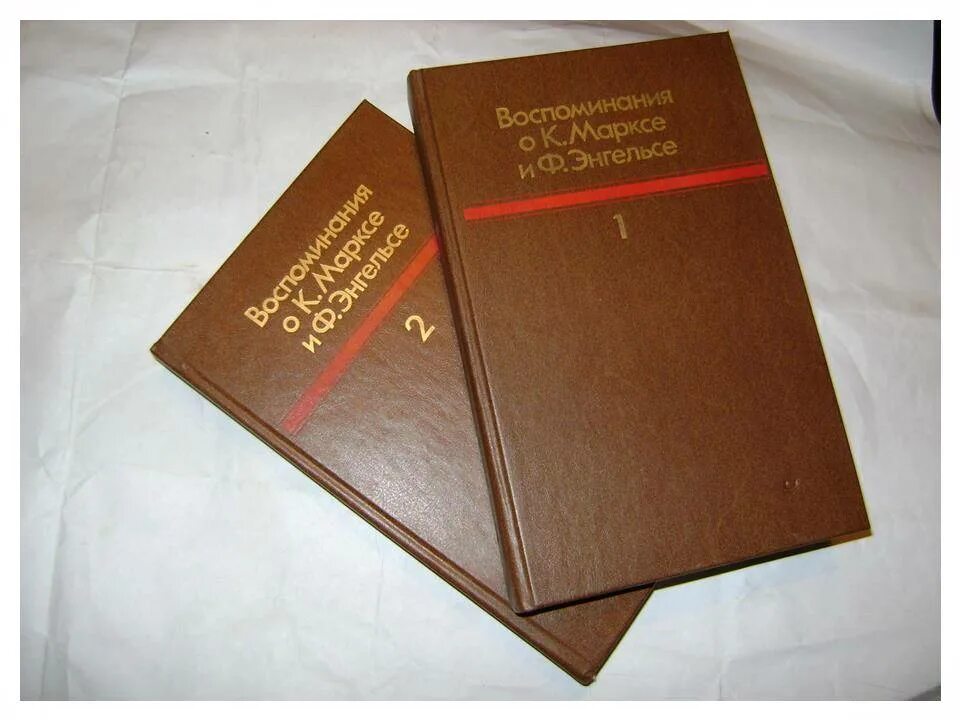 Воспоминания
о К. Марксе
и Ф. Энгельсе
1
Воспоминания
о К. Марксе
и Ф. Энгельсе
2